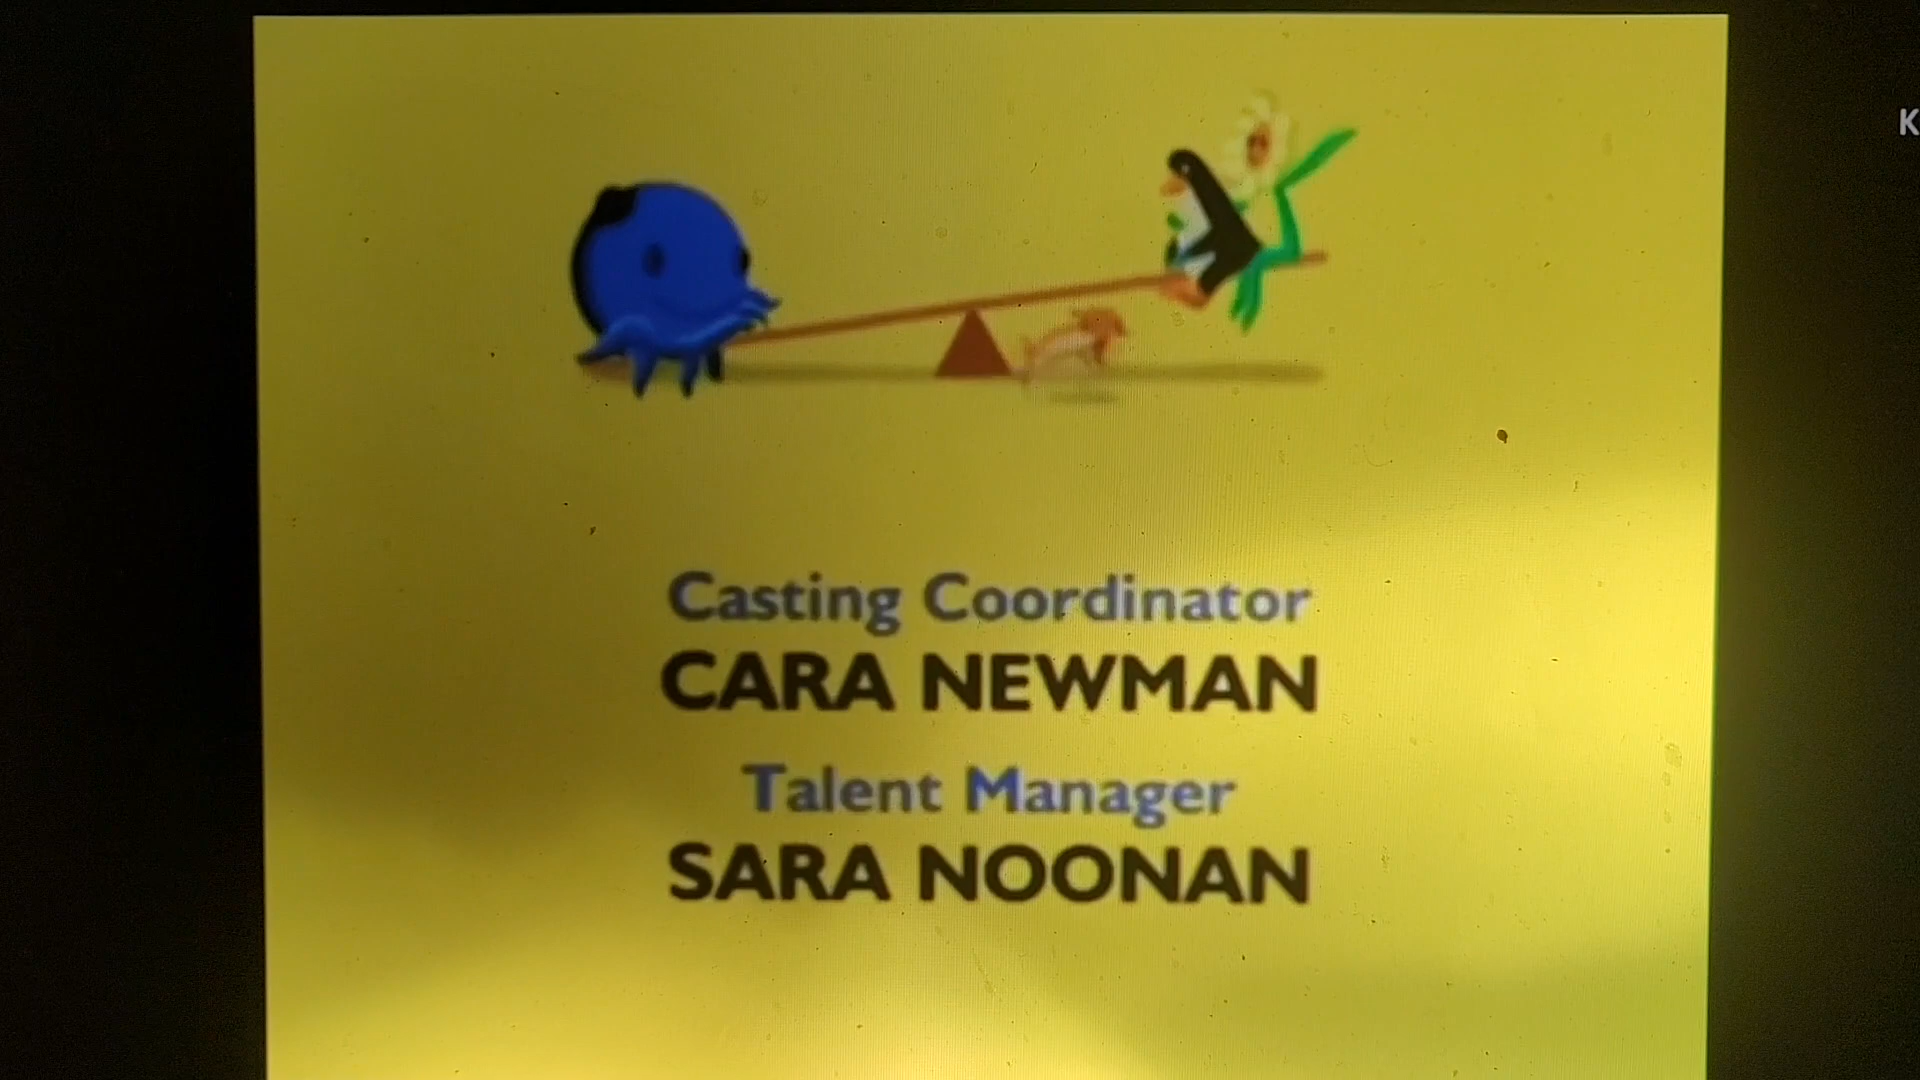 K
Casting Coordinator
CARA NEWMAN
Talent Manager
SARA NOONAN